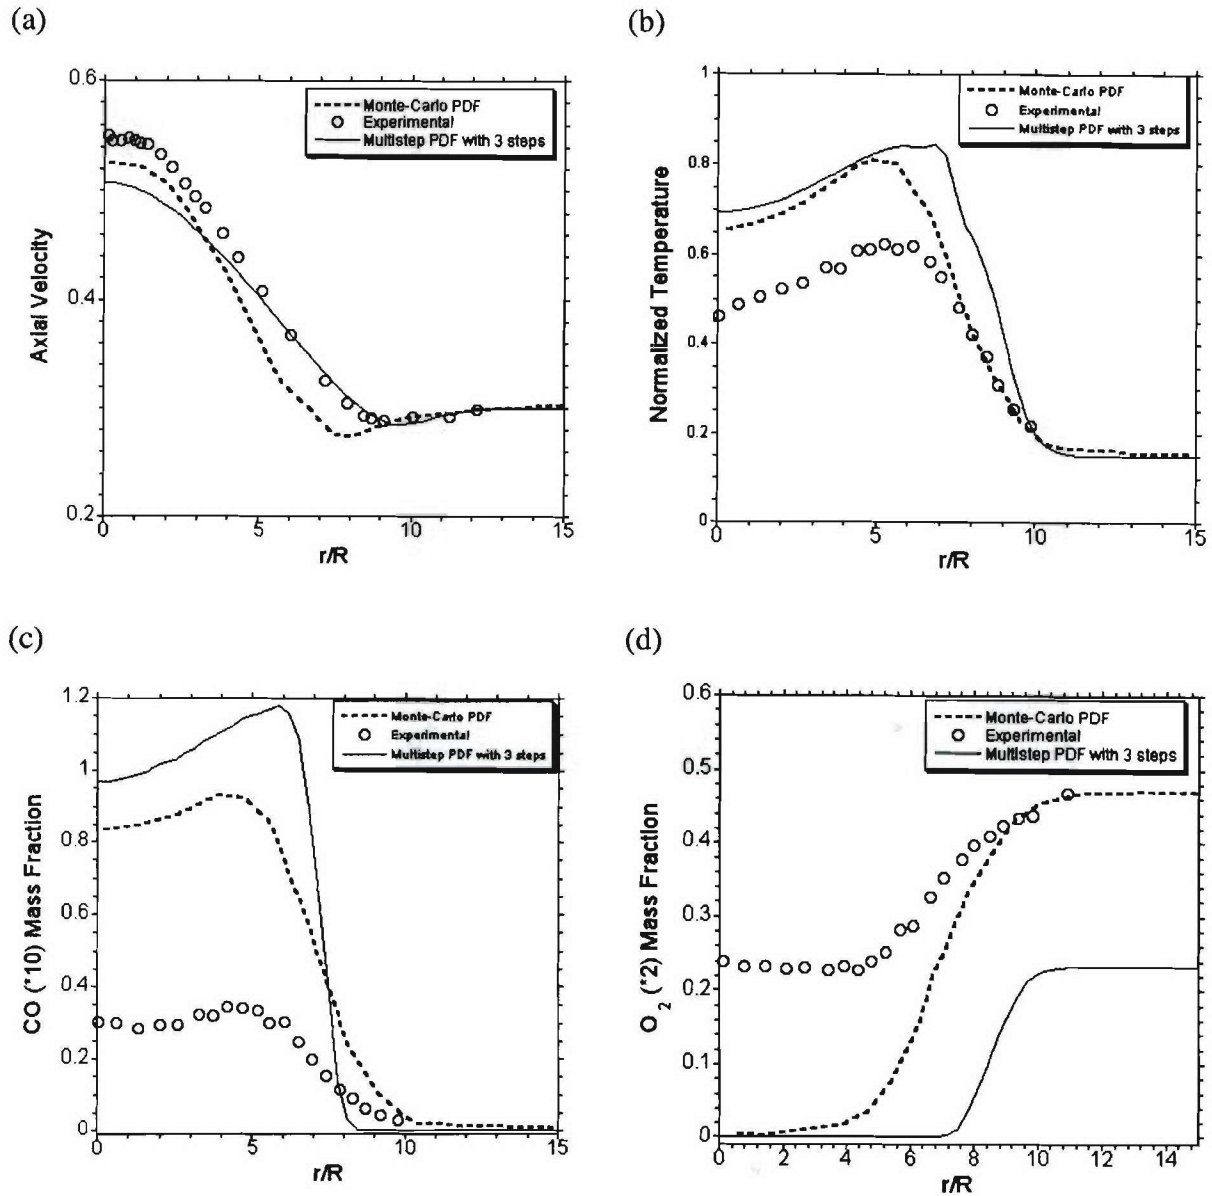 (a)
0.6
0.4
0.2
0
5
10
15
Axial Velocity
r/R
Monte-Carlo PDF
Experimental
Multistep PDF with 3 steps
(b)
1
0.8
0.6
0.4
0.2
0
0
5
10
15
Normalized Temperature
r/R
Monte-Carlo PDF
Experimental
Multistep PDF with 3 steps
(c)
1.2
1
0.8
0.6
0.4
0.2
0
0
5
10
15
CO (*10) Mass Fraction
r/R
Monte-Carlo PDF
Experimental
Multistep PDF with 3 steps
(d)
0.6
0.5
0.4
0.3
0.2
0.1
0
0
2
4
6
8
10
12
14
O2 (*2) Mass Fraction
r/R
Monte-Carlo PDF
Experimental
Multistep PDF with 3 steps